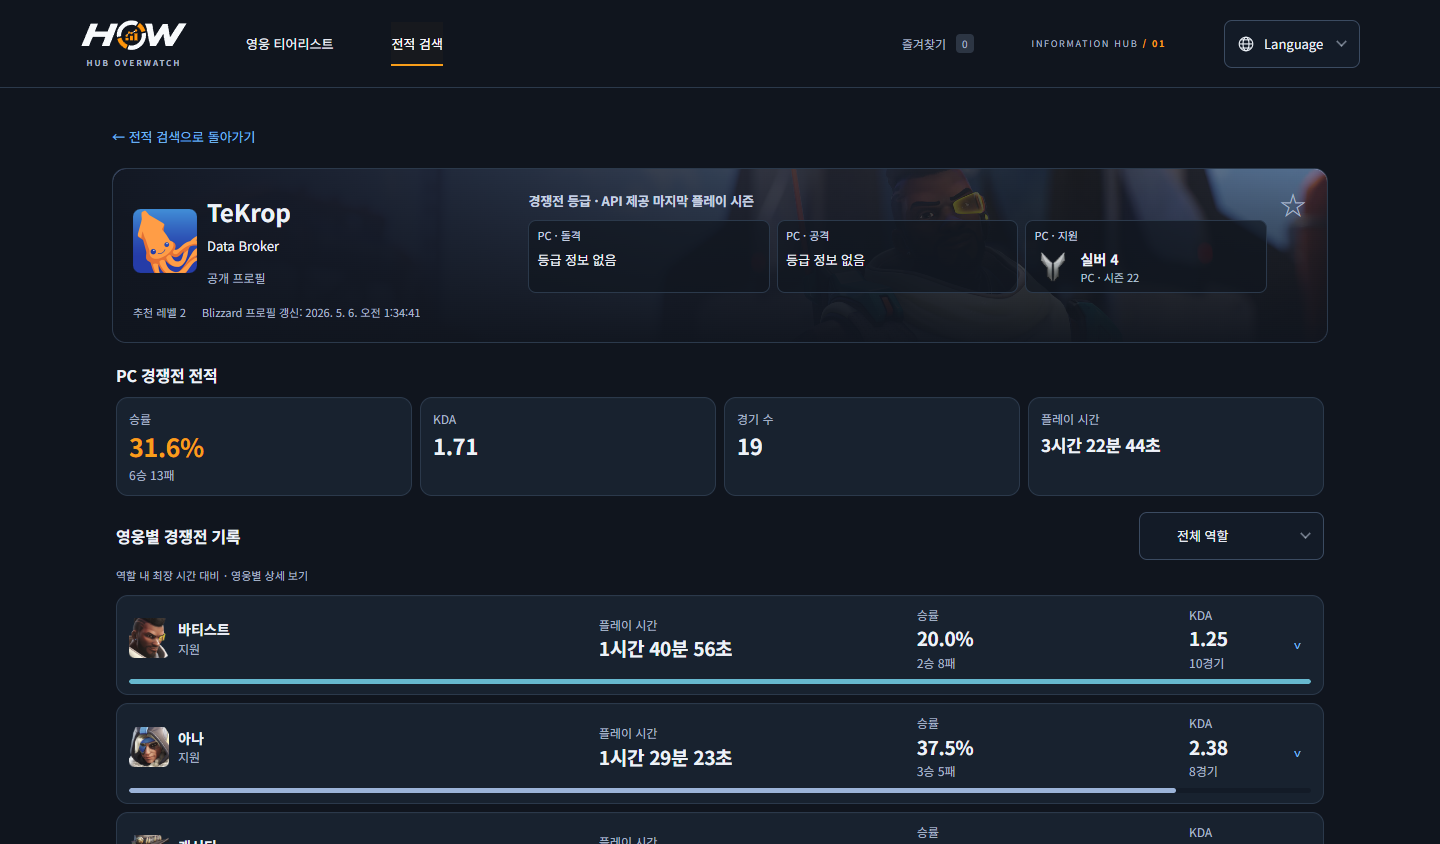 HOW
HUB OVERWATCH
영웅 티어리스트
전적 검색
즐겨찾기 0
INFORMATION HUB / 01
Language
← 전적 검색으로 돌아가기
TeKrop
Data Broker
공개 프로필
추천 레벨 2
Blizzard 프로필 갱신: 2026. 5. 6. 오전 1:34:41
경쟁전 등급 · API 제공 마지막 플레이 시즌
PC · 돌격
등급 정보 없음
PC · 공격
등급 정보 없음
PC · 지원
실버 4
PC · 시즌 22
PC 경쟁전 전적
승률
31.6%
6승 13패
KDA
1.71
경기 수
19
플레이 시간
3시간 22분 44초
영웅별 경쟁전 기록
전체 역할
역할 내 최장 시간 대비 · 영웅별 상세 보기
바티스트
지원
플레이 시간
1시간 40분 56초
승률
20.0%
2승 8패
KDA
1.25
10경기
v
아나
지원
플레이 시간
1시간 29분 23초
승률
37.5%
3승 5패
KDA
2.38
8경기
v
플레이 시간
승률
KDA